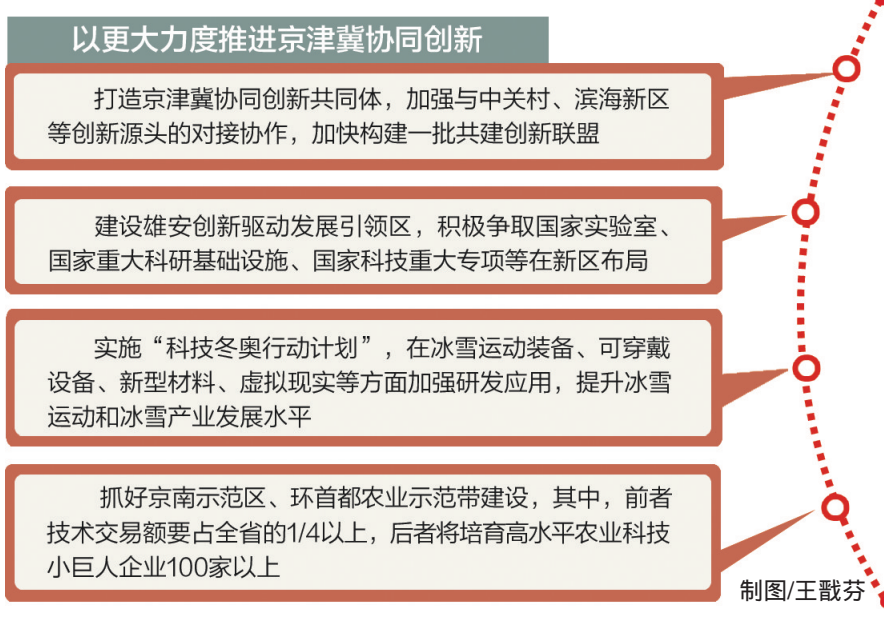 以更大力度推进京津冀协同创新
打造京津冀协同创新共同体，加强与中关村、滨海新区
等创新源头的对接协作，加快构建一批共建创新联盟
建设雄安创新驱动发展引领区，积极争取国家实验室、
国家重大科研基础设施、国家科技重大专项等在新区布局
实施“科技冬奥行动计划”，在冰雪运动装备、可穿戴
设备、新型材料、虚拟现实等方面加强研发应用，提升冰雪
运动和冰雪产业发展水平
抓好京南示范区、环首都农业示范带建设，其中，前者
技术交易额要占全省的1/4以上，后者将培育高水平农业科技
小巨人企业100家以上
制图/王戬芬